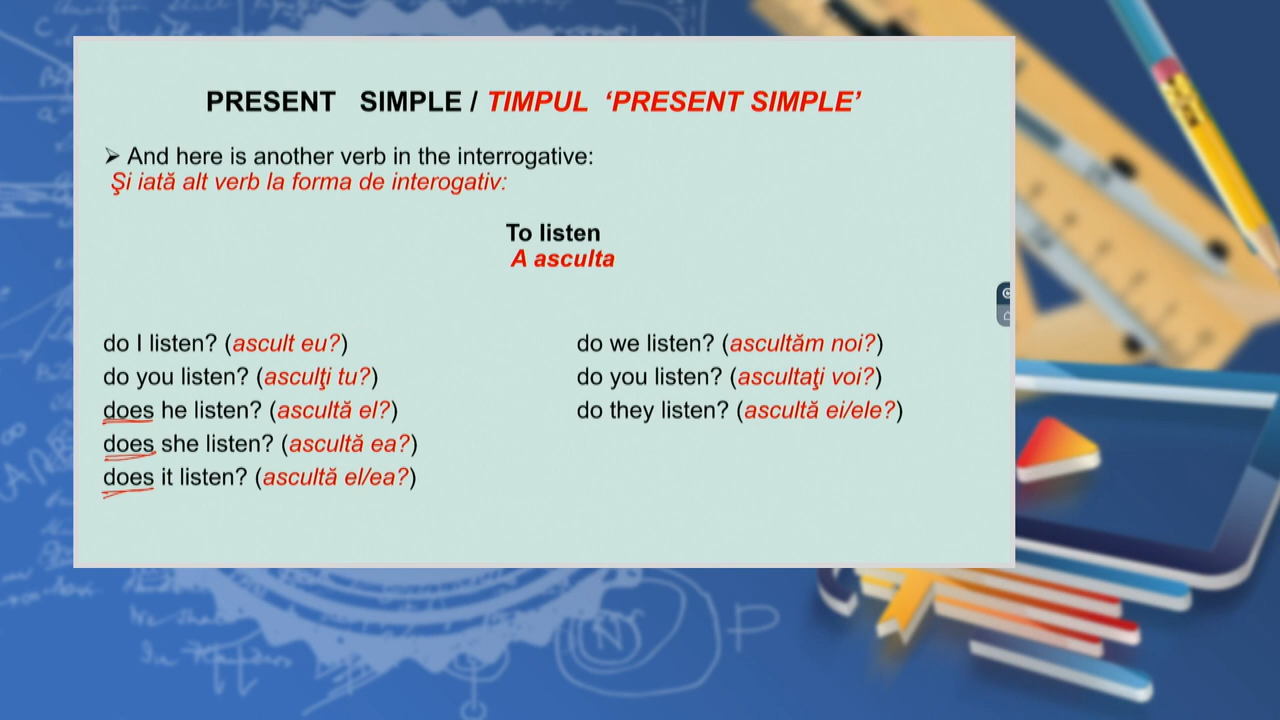 PRESENT SIMPLE / TIMPUL ‘PRESENT SIMPLE’
➢ And here is another verb in the interrogative:
Şi iată alt verb la forma de interogativ:
To listen
A asculta
do I listen? (ascult eu?)
do you listen? (asculţi tu?)
does he listen? (ascultă el?)
does she listen? (ascultă ea?)
does it listen? (ascultă el/ea?)
do we listen? (ascultăm noi?)
do you listen? (ascultaţi voi?)
do they listen? (ascultă ei/ele?)
N
P